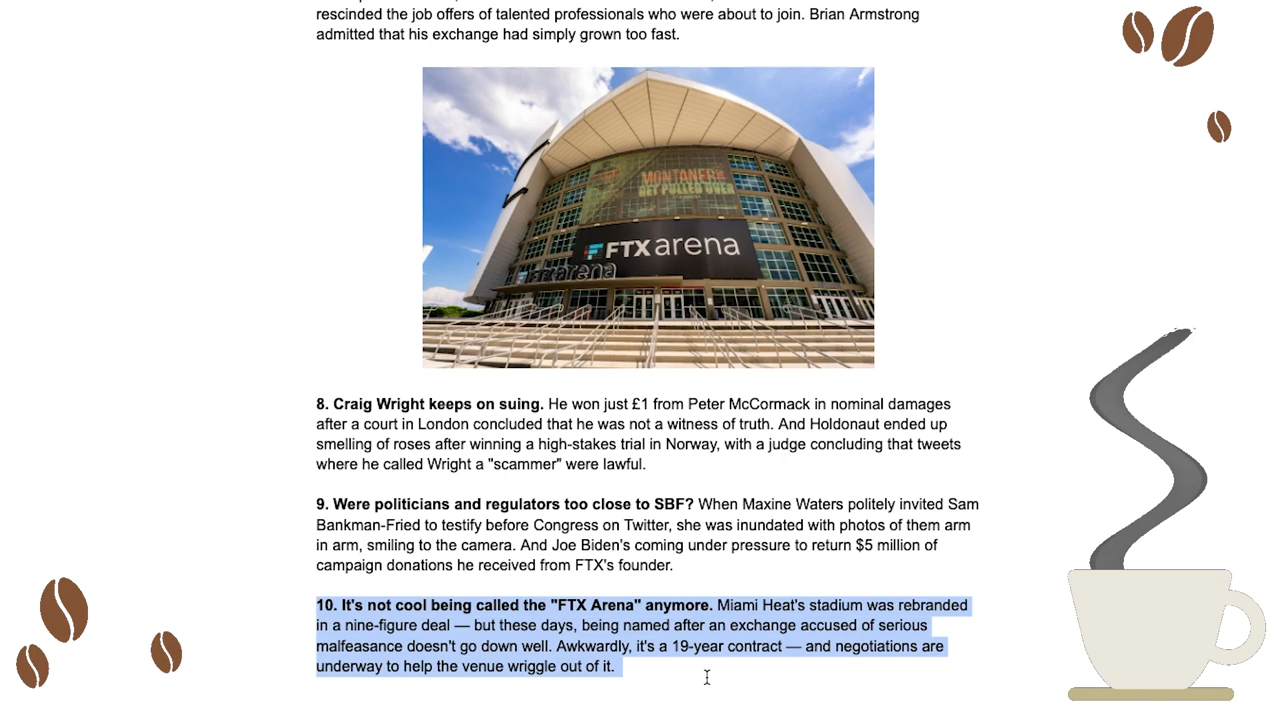 rescinded the job offers of talented professionals who were about to join. Brian Armstrong
admitted that his exchange had simply grown too fast.
MONTANER
GET PULLED OVER
FTX arena
FTX arena
8. Craig Wright keeps on suing. He won just £1 from Peter McCormack in nominal damages
after a court in London concluded that he was not a witness of truth. And Holdonaut ended up
smelling of roses after winning a high-stakes trial in Norway, with a judge concluding that tweets
where he called Wright a "scammer" were lawful.
9. Were politicians and regulators too close to SBF? When Maxine Waters politely invited Sam
Bankman-Fried to testify before Congress on Twitter, she was inundated with photos of them arm
in arm, smiling to the camera. And Joe Biden's coming under pressure to return $5 million of
campaign donations he received from FTX's founder.
10. It's not cool being called the "FTX Arena" anymore. Miami Heat's stadium was rebranded
in a nine-figure deal — but these days, being named after an exchange accused of serious
malfeasance doesn't go down well. Awkwardly, it's a 19-year contract — and negotiations are
underway to help the venue wriggle out of it.